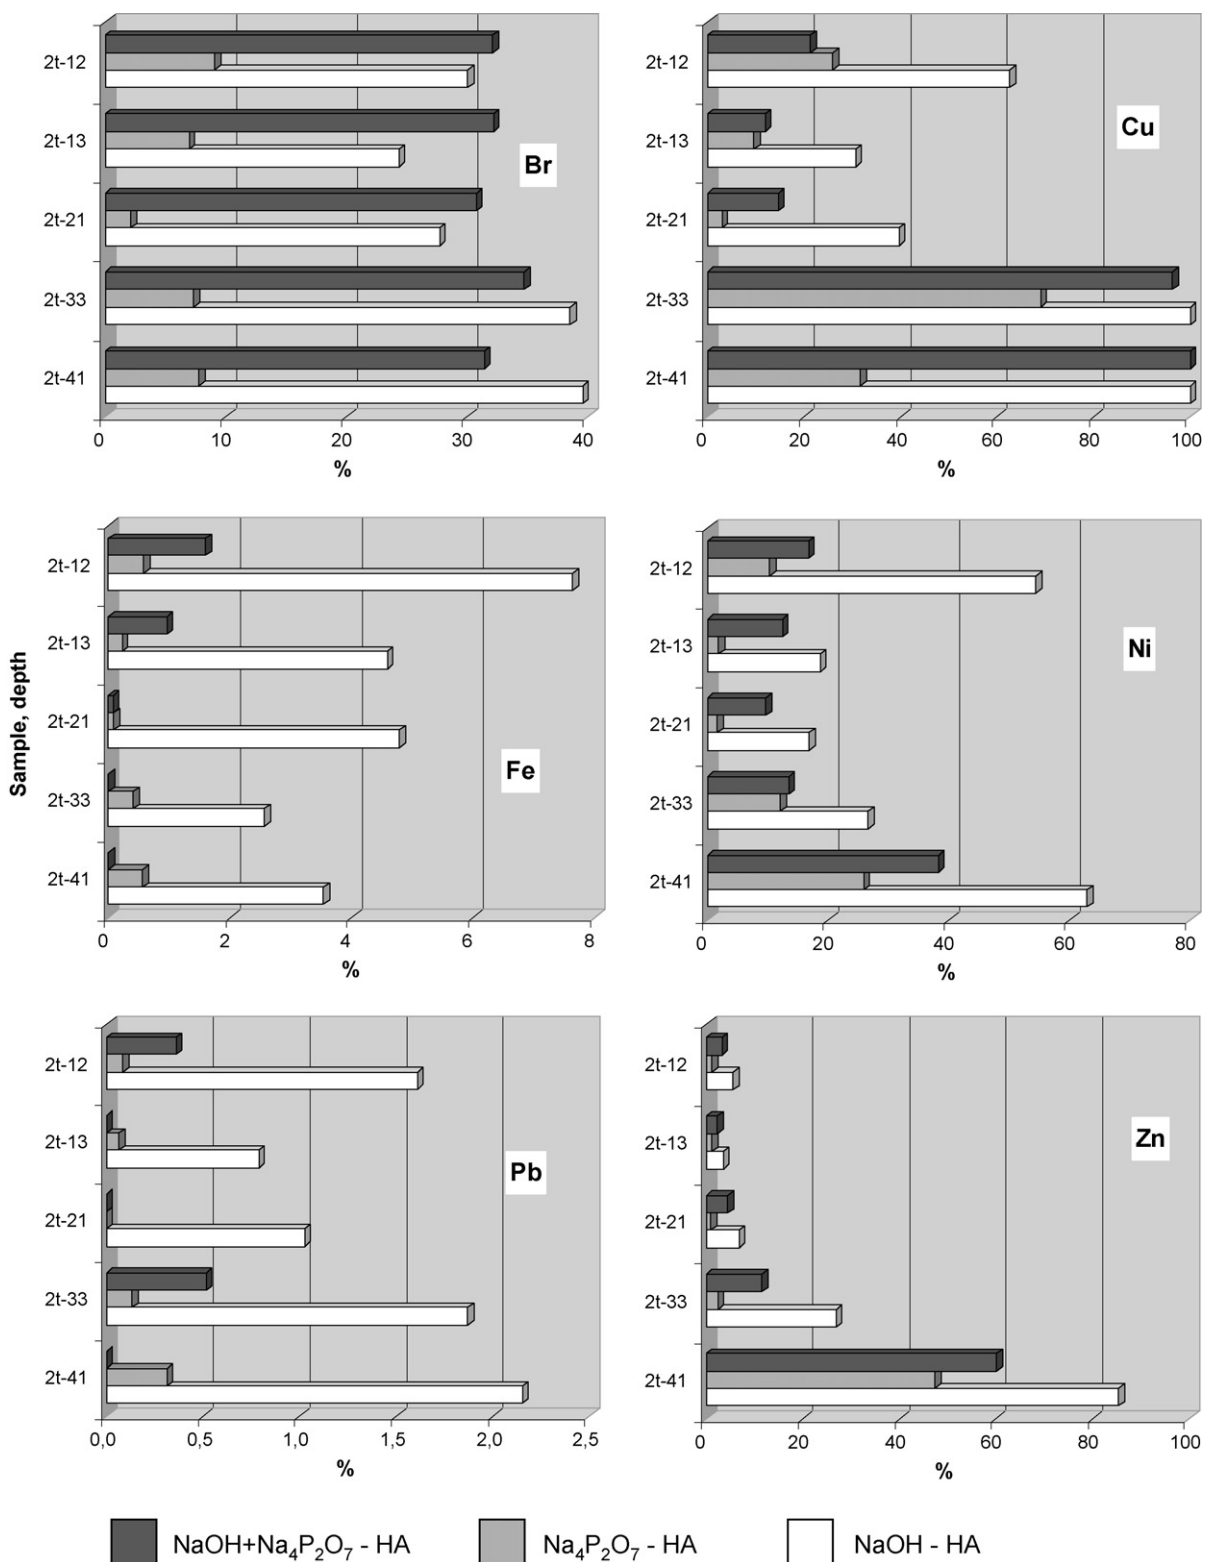 2t-12
2t-13
2t-21
2t-33
2t-41
Br
0 10 20 30 40
%
2t-12
2t-13
2t-21
2t-33
2t-41
Cu
0 20 40 60 80 100
%
Sample, depth
2t-12
2t-13
2t-21
2t-33
2t-41
Fe
0 2 4 6 8
%
2t-12
2t-13
2t-21
2t-33
2t-41
Ni
0 20 40 60 80
%
2t-12
2t-13
2t-21
2t-33
2t-41
Pb
0,0 0,5 1,0 1,5 2,0 2,5
%
2t-12
2t-13
2t-21
2t-33
2t-41
Zn
0 20 40 60 80 100
%
NaOH+Na₄P₂O₇ - HA Na₄P₂O₇ - HA NaOH - HA